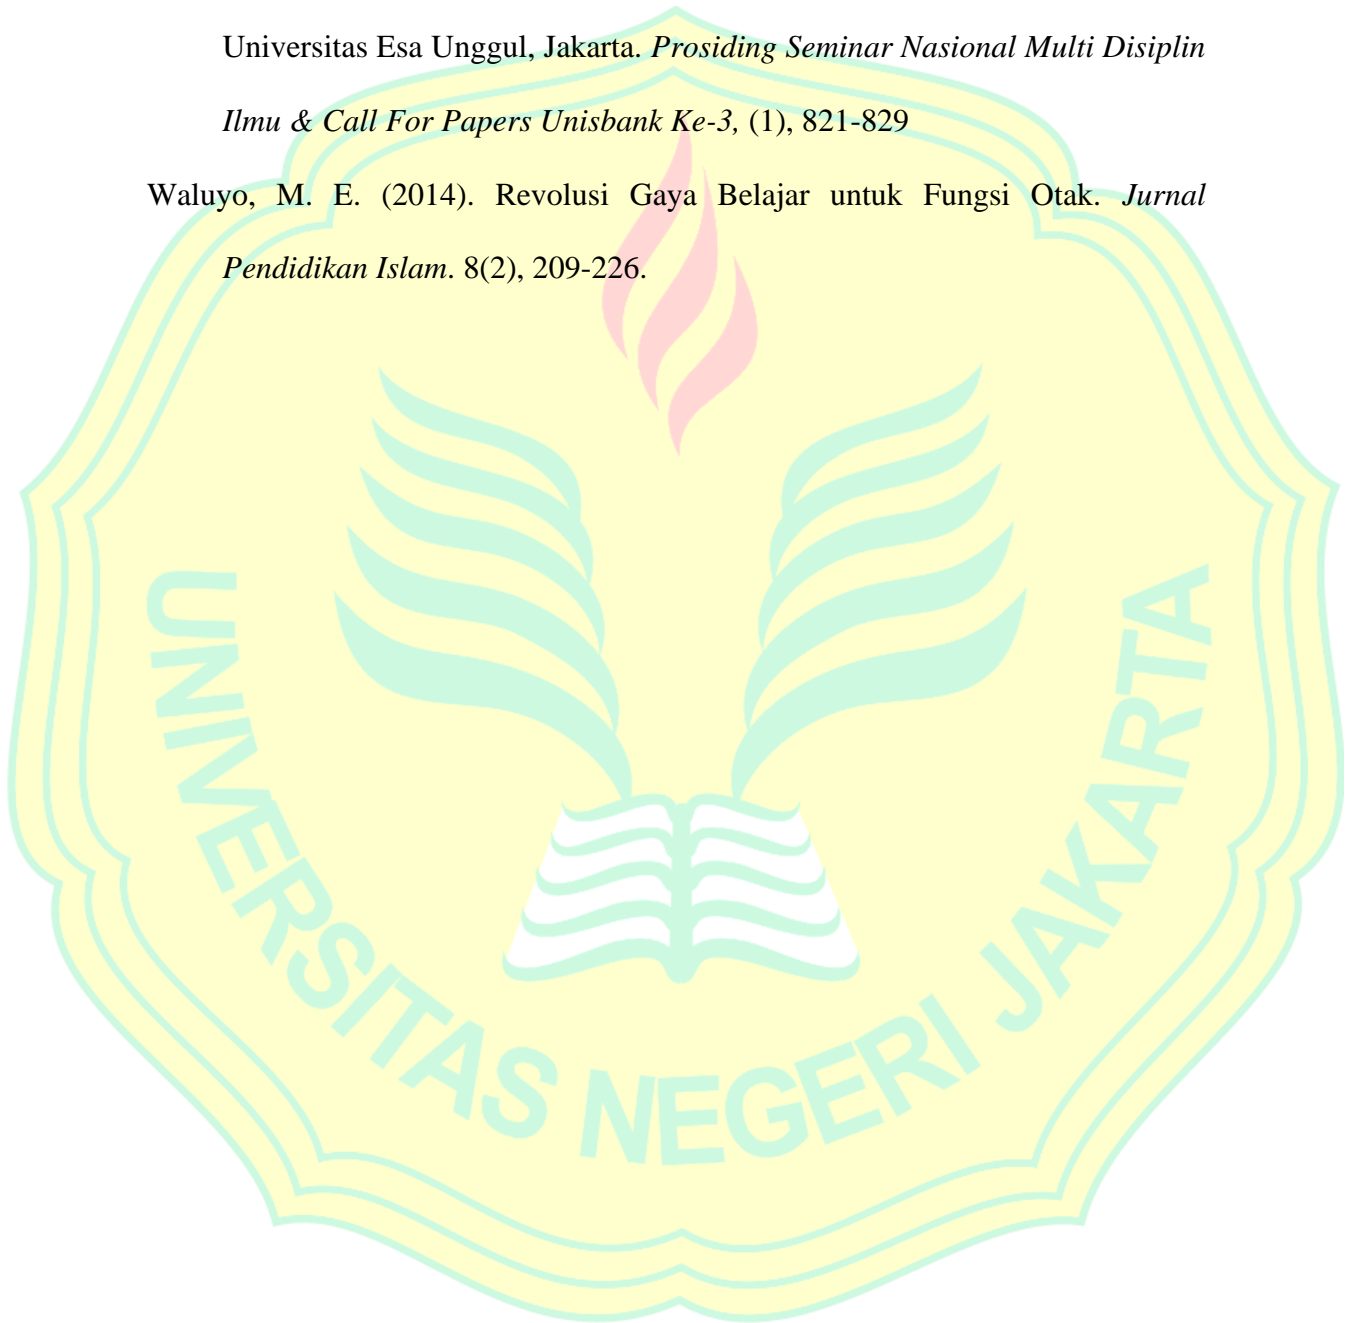 Universitas Esa Unggul, Jakarta. Prosiding Seminar Nasional Multi Disiplin
Ilmu & Call For Papers Unisbank Ke-3, (1), 821-829
Waluyo, M. E. (2014). Revolusi Gaya Belajar untuk Fungsi Otak. Jurnal
Pendidikan Islam. 8(2), 209-226.
UNIVERSITAS NEGERI JAKARTA